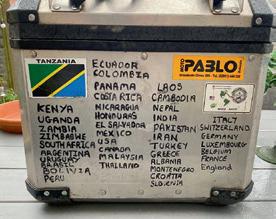 TANZANIA
KENYA
UGANDA
ZAMBIA
ZIMBABWE
SOUTH AFRICA
ARGENTINA
URUGUAY
BRASIL
BOLIVIA
PERU
ECUADOR
COLOMBIA
PANAMA
COSTA RICA
NICARAGUA
HONDURAS
EL SALVADOR
MEXICO
USA
CANADA
MALAYSIA
THAILAND
LAOS
CAMBODIA
NEPAL
INDIA
PAKISTAN
IRAN
TURKEY
GREECE
ALBANIA
MONTENEGRO
CROATIA
SLOVENIA
PABLO
ITALY
SWITZERLAND
GERMANY
LUXEMBOURG
BELGIUM
FRANCE
England